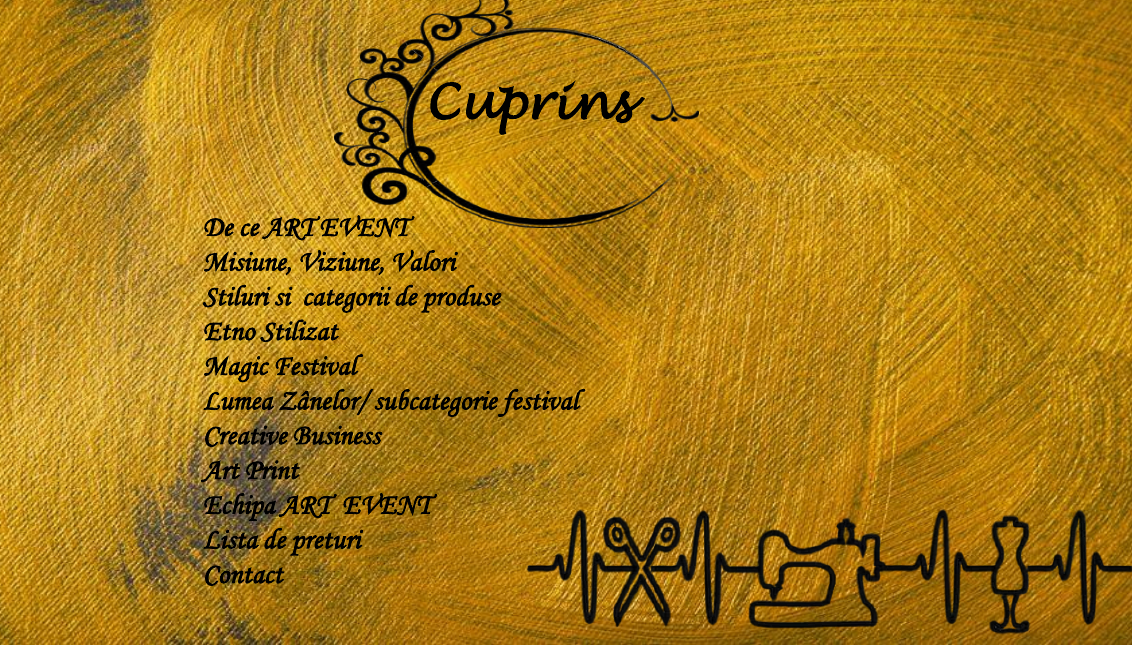 Cuprins
De ce ART EVENT
Misiune, Viziune, Valori
Stiluri si categorii de produse
Etno Stilizat
Magic Festival
Lumea Zânelor/ subcategorie festival
Creative Business
Art Print
Echipa ART EVENT
Lista de preturi
Contact